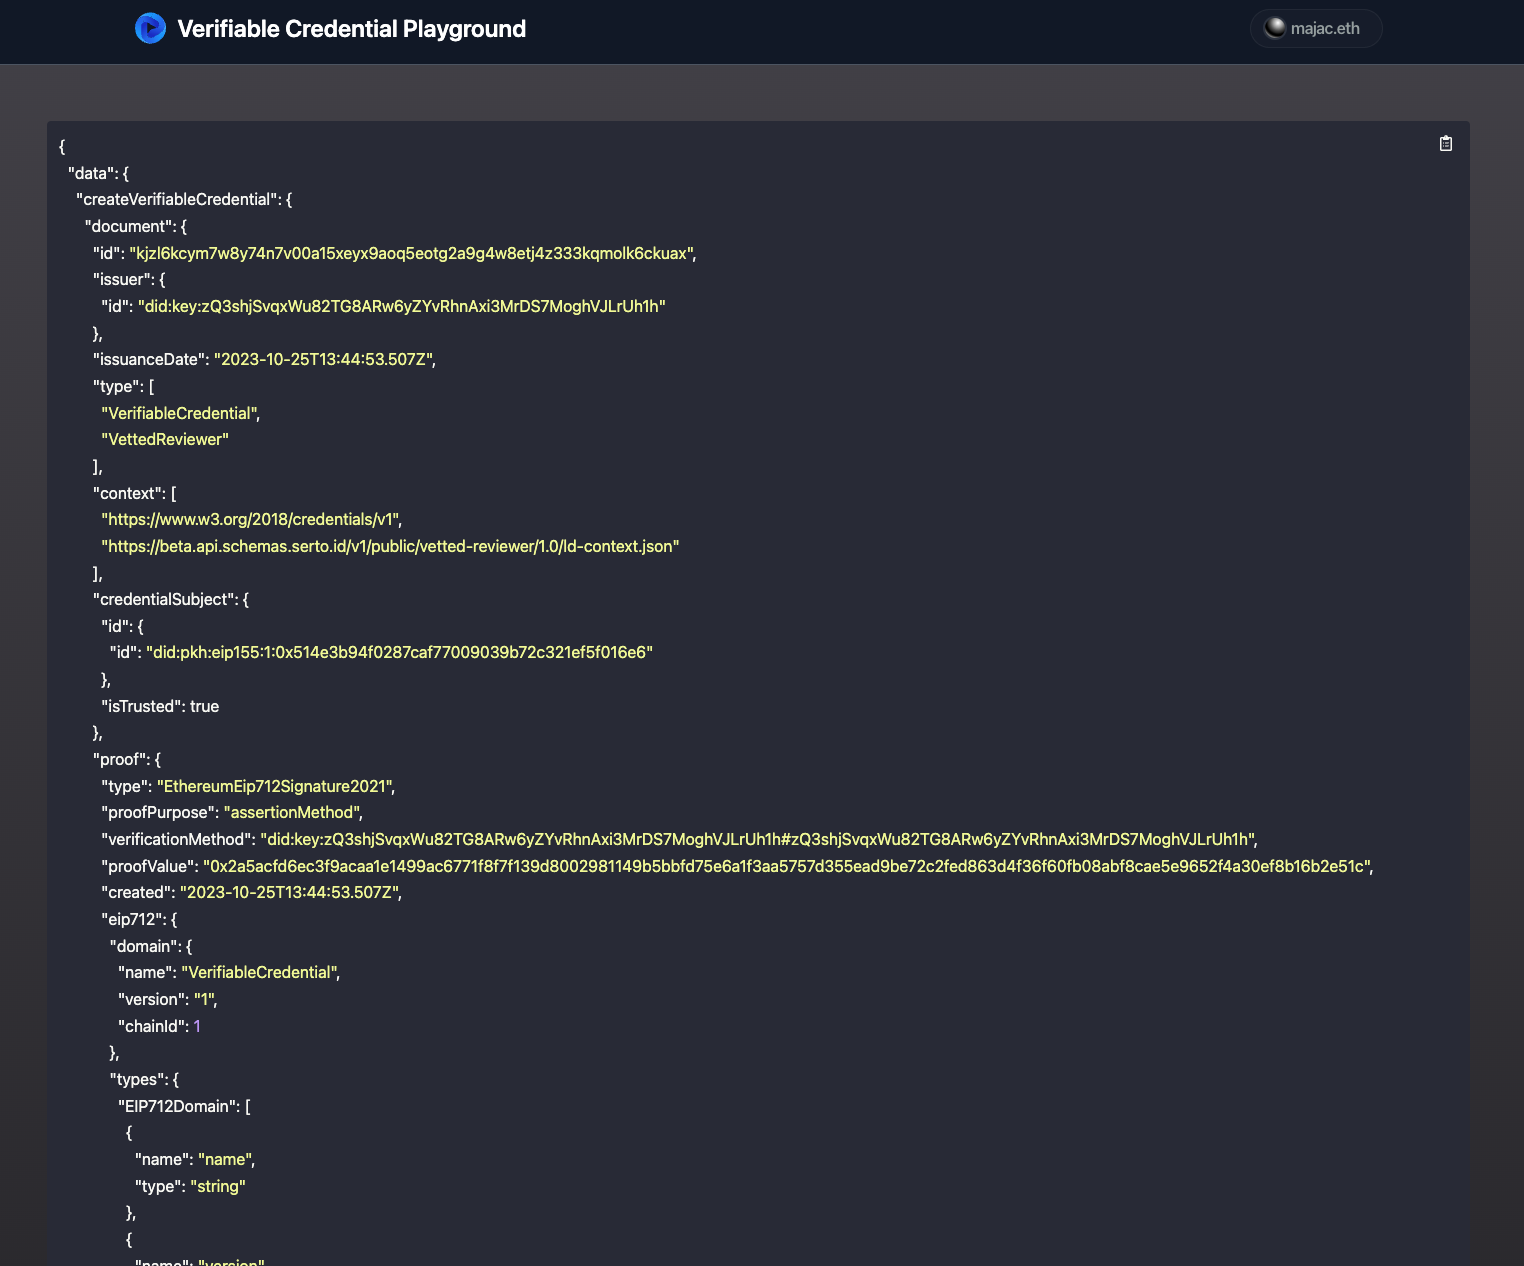 Verifiable Credential Playground
majac.eth
{
"data": {
"createVerifiableCredential": {
"document": {
"id": "kjzl6kcym7w8y74n7v00a15xeyx9aoq5eotg2a9g4w8etj4z333kqmolk6ckuax",
"issuer": {
"id": "did:key:zQ3shjSvqxWu82TG8ARw6yZYvRhnAxi3MrDS7MoghVJLrUh1h"
},
"issuanceDate": "2023-10-25T13:44:53.507Z",
"type": [
"VerifiableCredential",
"VettedReviewer"
],
"context": [
"https://www.w3.org/2018/credentials/v1",
"https://beta.api.schemas.serto.id/v1/public/vetted-reviewer/1.0/ld-context.json"
],
"credentialSubject": {
"id": {
"id": "did:pkh:eip155:1:0x514e3b94f0287caf77009039b72c321ef5f016e6"
},
"isTrusted": true
},
"proof": {
"type": "EthereumEip712Signature2021",
"proofPurpose": "assertionMethod",
"verificationMethod": "did:key:zQ3shjSvqxWu82TG8ARw6yZYvRhnAxi3MrDS7MoghVJLrUh1h#zQ3shjSvqxWu82TG8ARw6yZYvRhnAxi3MrDS7MoghVJLrUh1h",
"proofValue": "0x2a5acfd6ec3f9acaa1e1499ac6771f8f7f139d8002981149b5bbfd75e6a1f3aa5757d355ead9be72c2fed863d4f36f60fb08abf8cae5e9652f4a30ef8b16b2e51c",
"created": "2023-10-25T13:44:53.507Z",
"eip712": {
"domain": {
"name": "VerifiableCredential",
"version": "1",
"chainId": 1
},
"types": {
"EIP712Domain": [
{
"name": "name",
"type": "string"
},
{
"name": "version"